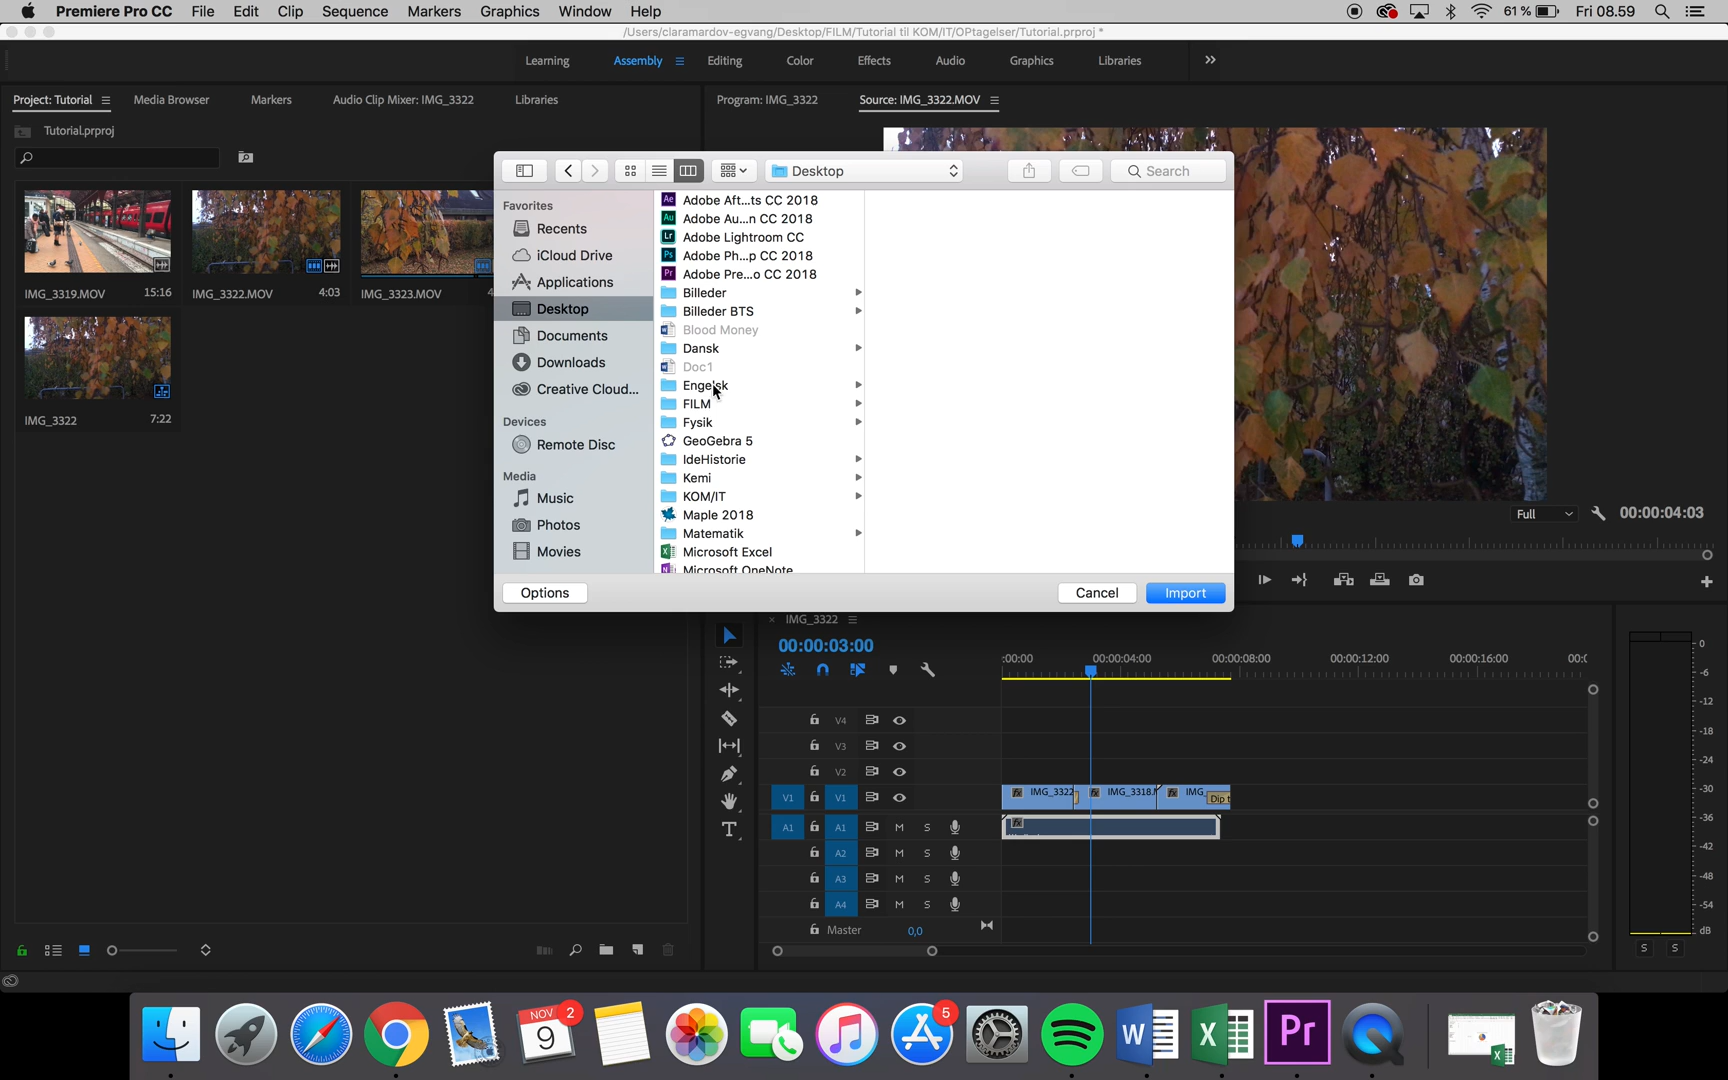 Premiere Pro CC File Edit Clip Sequence Markers Graphics Window Help 61 % Fri 08.59
/Users/claramardov-egvang/Desktop/FILM/Tutorial til KOM/IT/OPtagelser/Tutorial.prproj *
Learning Assembly Editing Color Effects Audio Graphics Libraries
Project: Tutorial Media Browser Markers Audio Clip Mixer: IMG_3322 Libraries
Program: IMG_3322 Source: IMG_3322.MOV
Tutorial.prproj
IMG_3319.MOV 15:16
IMG_3322.MOV 4:03
IMG_3323.MOV
IMG_3322 7:22
Desktop
Search
Favorites
Recents
iCloud Drive
Applications
Desktop
Documents
Downloads
Creative Cloud...
Devices
Remote Disc
Media
Music
Photos
Movies
Adobe Aft...ts CC 2018
Adobe Au...n CC 2018
Adobe Lightroom CC
Adobe Ph...p CC 2018
Adobe Pre...o CC 2018
Billeder
Billeder BTS
Blood Money
Dansk
Doc1
Engelsk
FILM
Fysik
GeoGebra 5
IdeHistorie
Kemi
KOM/IT
Maple 2018
Matematik
Microsoft Excel
Microsoft OneNote
Options Cancel Import
Full 00:00:04:03
IMG_3322
00:00:03:00
:00:00 00:00:04:00 00:00:08:00 00:00:12:00 00:00:16:00 00:0
V4
V3
V2
V1 V1 IMG_3322 IMG_3318.M IMG_ Dip t
A1 A1 M S
A2 M S
A3 M S
A4 M S
Master 0,0
0
-6
-12
-18
-24
-30
-36
-42
-48
-54
dB
S S
NOV 2
9
5
W X Pr